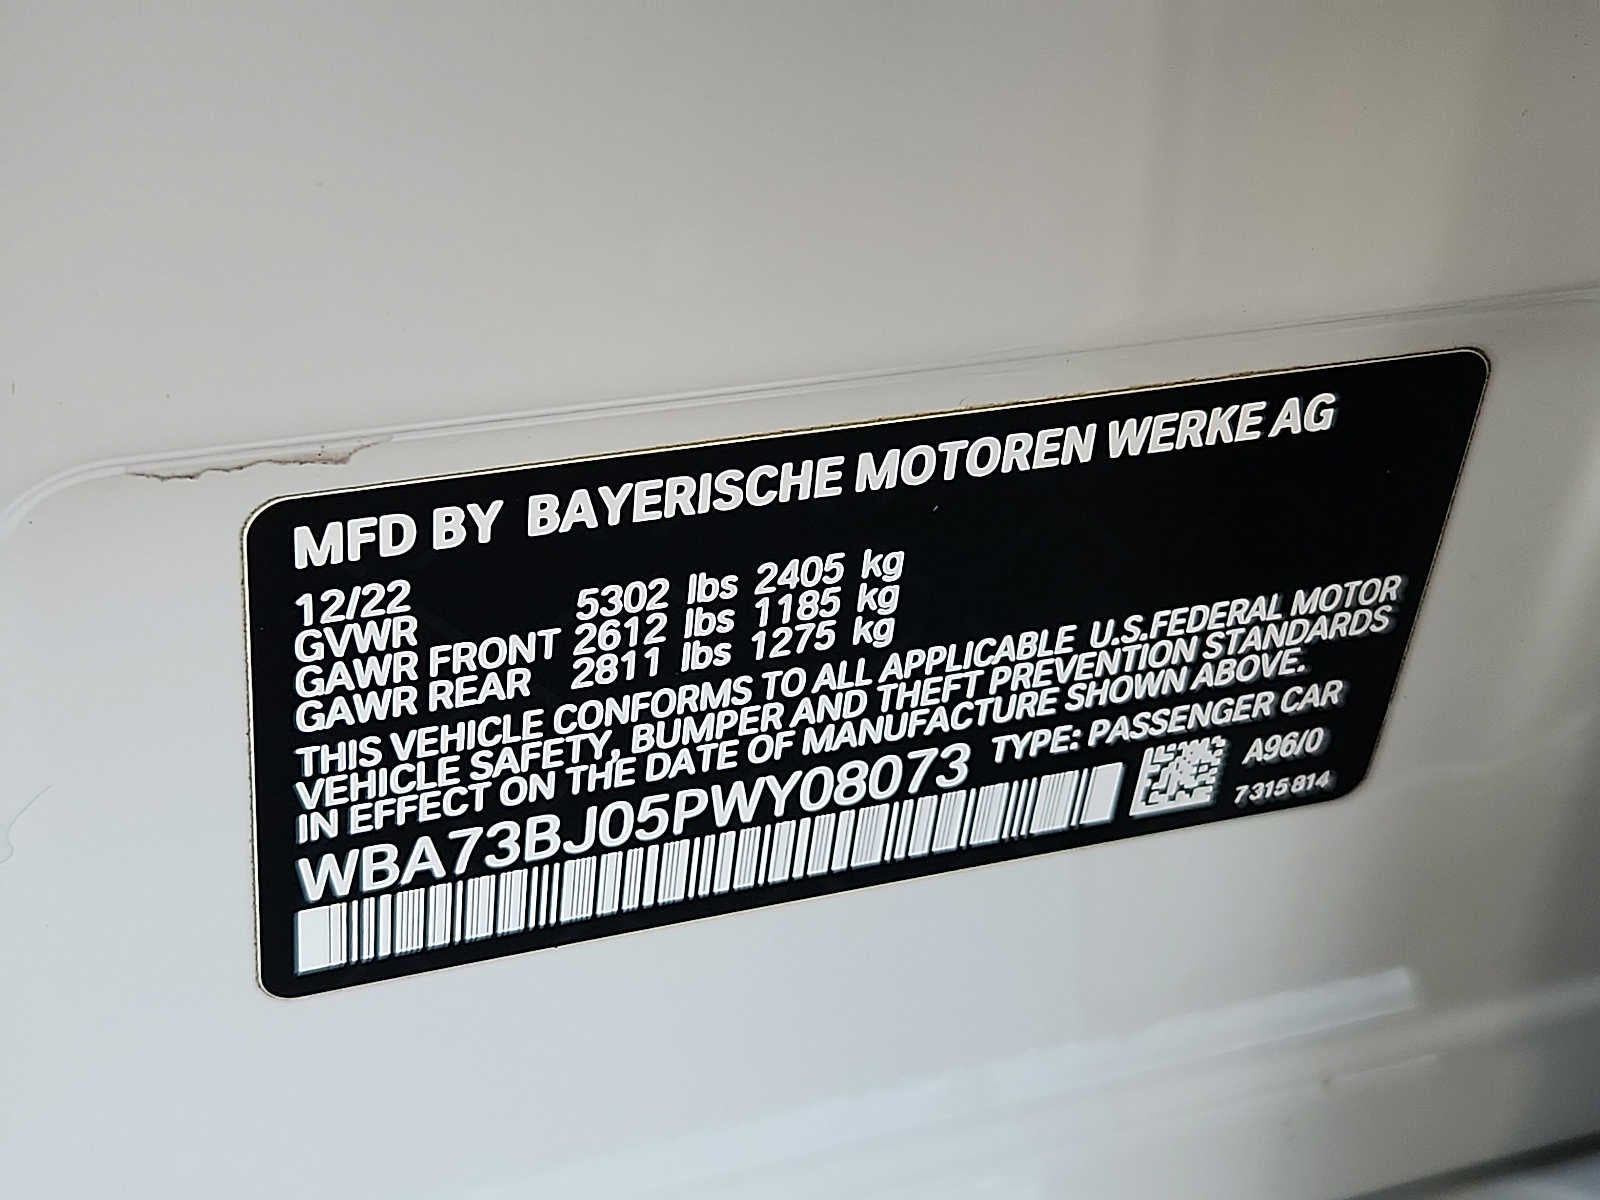 MFD BY BAYERISCHE MOTOREN WERKE AG
12/22
GVWR 5302 lbs 2405 kg
GAWR FRONT 2612 lbs 1185 kg
GAWR REAR 2811 lbs 1275 kg
THIS VEHICLE CONFORMS TO ALL APPLICABLE U.S.FEDERAL MOTOR
VEHICLE SAFETY, BUMPER AND THEFT PREVENTION STANDARDS
IN EFFECT ON THE DATE OF MANUFACTURE SHOWN ABOVE.
WBA73BJ05PWY08073 TYPE: PASSENGER CAR
A96/0
7 315 814